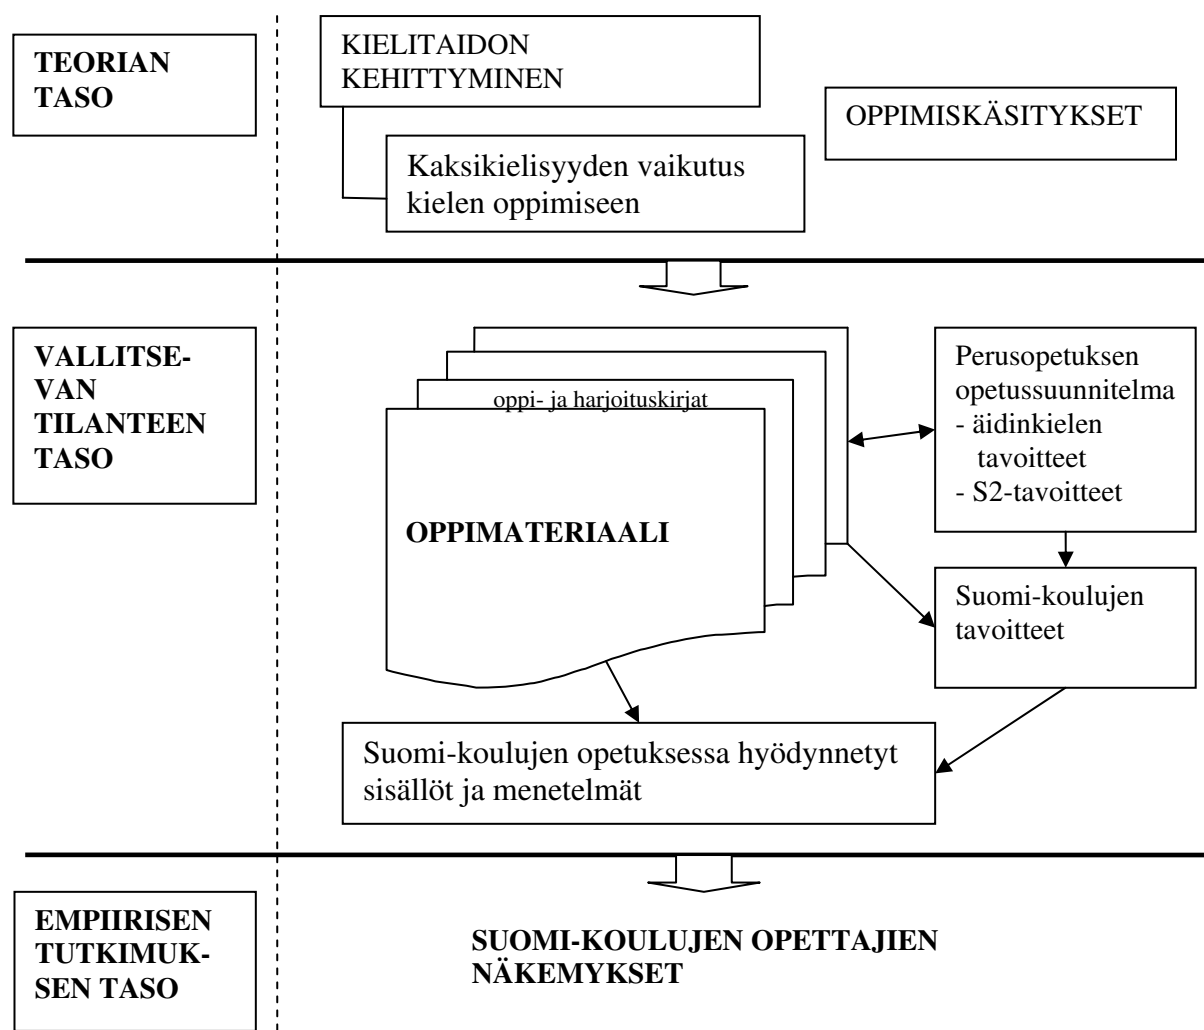 TEORIAN
TASO
KIELITAIDON
KEHITTYMINEN
OPPIMISKÄSITYKSET
Kaksikielisyyden vaikutus
kielen oppimiseen
VALLITSE-
VAN
TILANTEEN
TASO
oppi- ja harjoituskirjat
OPPIMATERIAALI
Perusopetuksen
opetussuunnitelma
- äidinkielen
tavoitteet
- S2-tavoitteet
Suomi-koulujen
tavoitteet
Suomi-koulujen opetuksessa hyödynnetyt
sisällöt ja menetelmät
EMPIIRISEN
TUTKIMUK-
SEN TASO
SUOMI-KOULUJEN OPETTAJIEN
NÄKEMYKSET